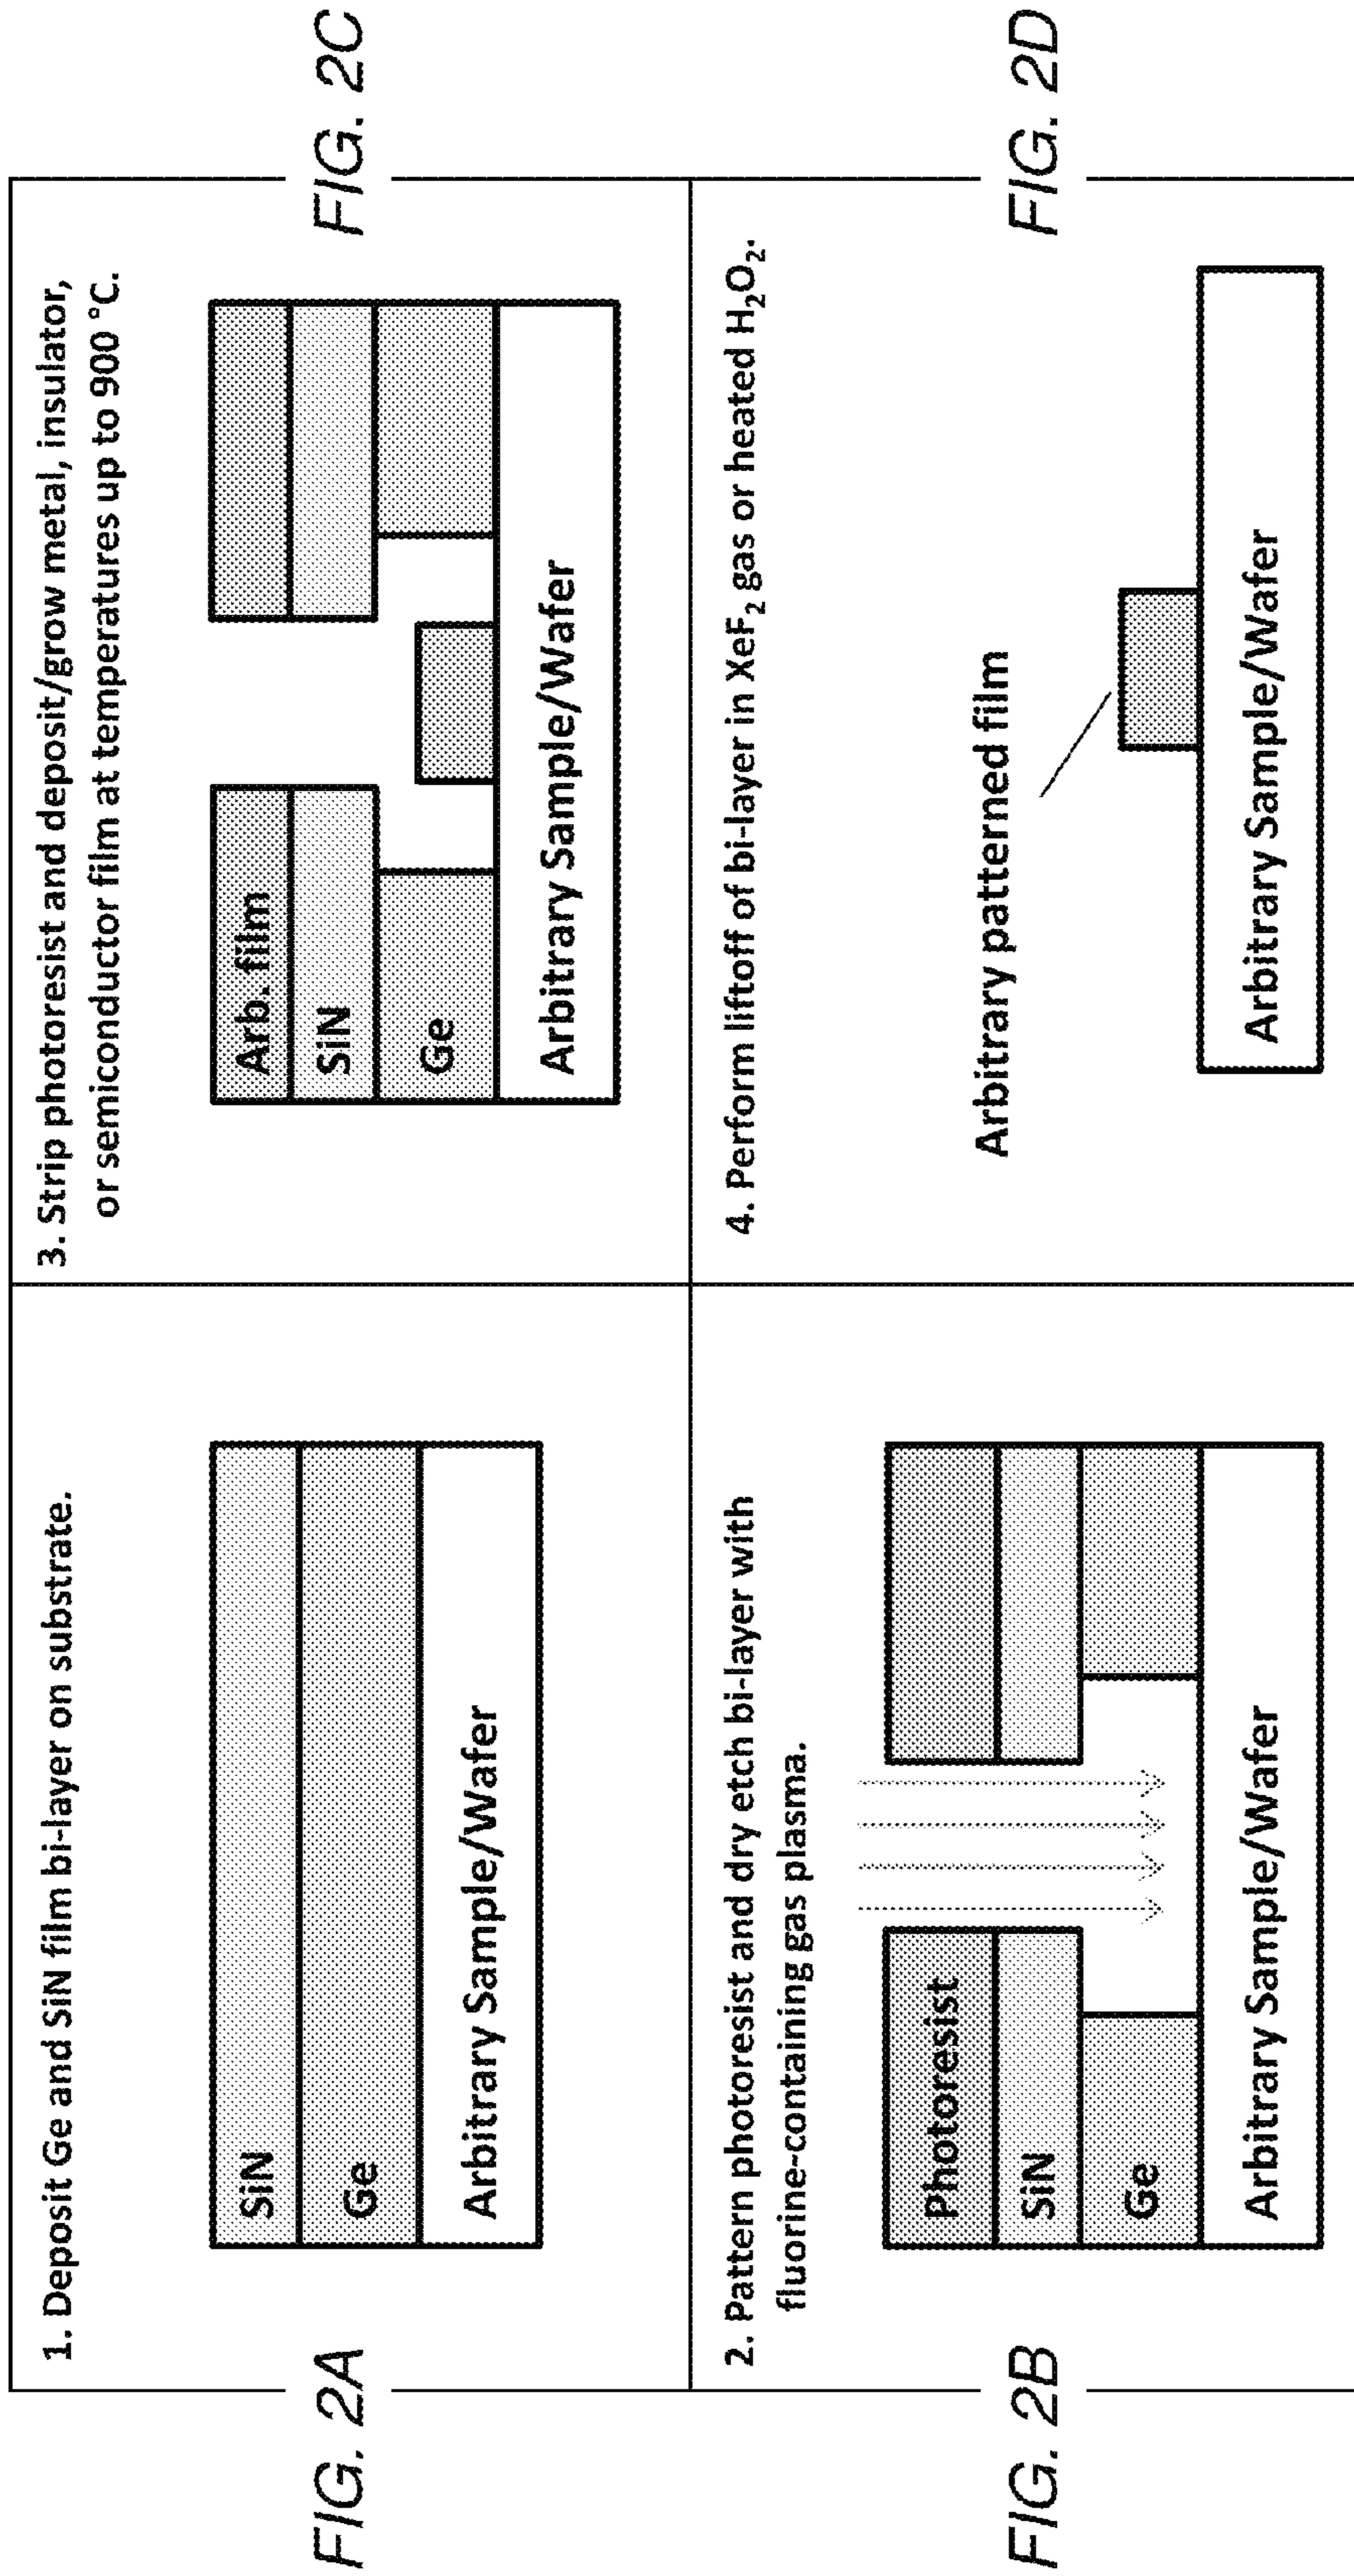 FIG. 2A
1. Deposit Ge and SiN film bi-layer on substrate.
SiN
Ge
Arbitrary Sample/Wafer
FIG. 2B
2. Pattern photoresist and dry etch bi-layer with
fluorine-containing gas plasma.
Photoresist
SiN
Ge
Arbitrary Sample/Wafer
FIG. 2C
3. Strip photoresist and deposit/grow metal, insulator,
or semiconductor film at temperatures up to 900 °C.
Arb. film
SiN
Ge
Arbitrary Sample/Wafer
FIG. 2D
4. Perform liftoff of bi-layer in XeF₂ gas or heated H₂O₂.
Arbitrary patterned film
Arbitrary Sample/Wafer